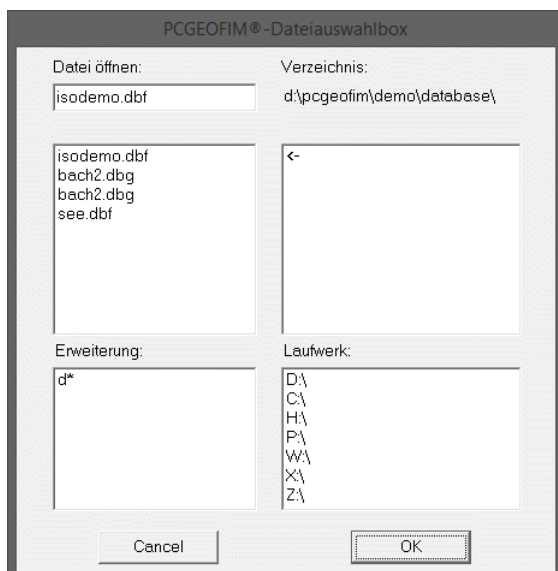 PCGEOFIM®-Dateiauswahlbox
Datei öffnen:
isodemo.dbf
isodemo.dbf
bach2.dbg
bach2.dbg
see.dbf
Verzeichnis:
d:\pcgeofim\demo\database\
<-
Erweiterung:
d*
Laufwerk:
D:\
C:\
H:\
P:\
W:\
X:\
Z:\
Cancel
OK